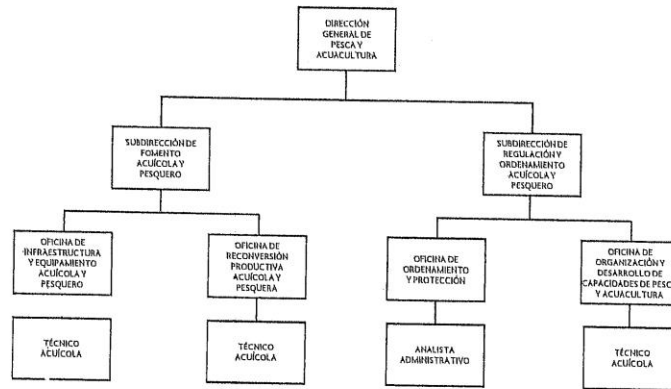 DIRECCIÓN
GENERAL DE
PESCA Y
ACUACULTURA
SUBDIRECCIÓN DE
FOMENTO
ACUÍCOLA Y
PESQUERO
SUBDIRECCIÓN DE
REGULACIÓN Y
ORDENAMIENTO
ACUÍCOLA Y
PESQUERO
OFICINA DE
INFRAESTRUCTURA
Y EQUIPAMIENTO
ACUÍCOLA Y
PESQUERO
OFICINA DE
RECONVERSIÓN
PRODUCTIVA
ACUÍCOLA Y
PESQUERA
OFICINA DE
ORDENAMIENTO
Y PROTECCIÓN
OFICINA DE
ORGANIZACIÓN Y
DESARROLLO DE
CAPACIDADES DE PESC
Y ACUACULTURA
TÉCNICO
ACUÍCOLA
TÉCNICO
ACUÍCOLA
ANALISTA
ADMINISTRATIVO
TÉCNICO
ACUÍCOLA